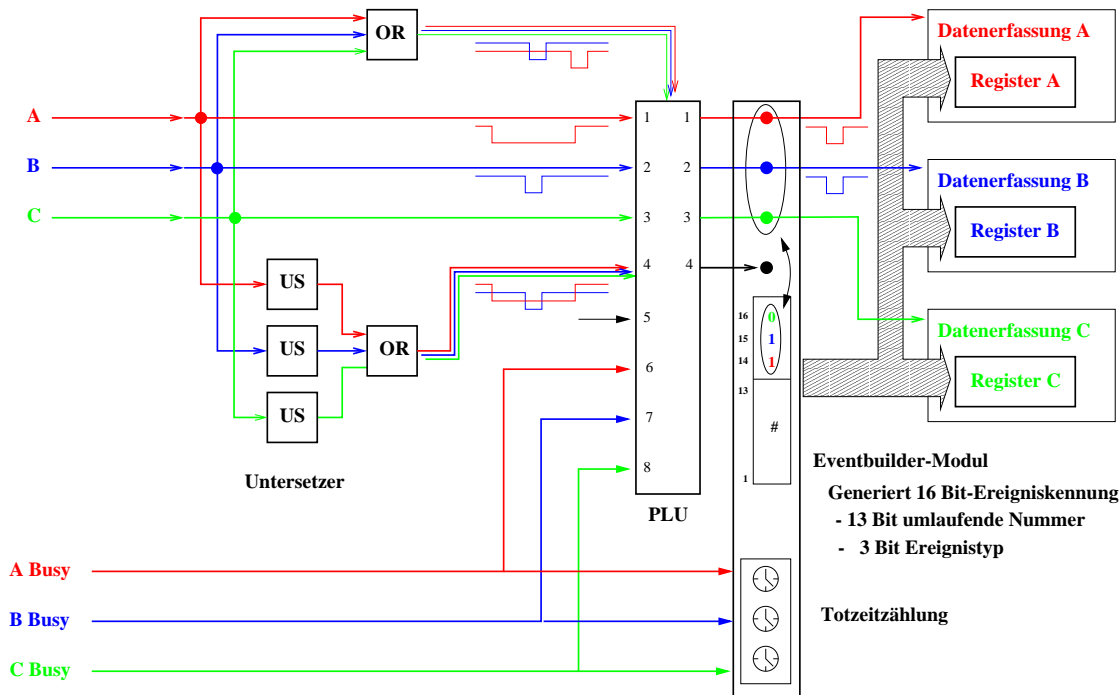 OR
A
B
C
US
US
US
OR
Untersetzer
1
2
3
4
5
6
7
8
1
2
3
4
PLU
16
15
14
13
1
0
1
1
#
Datenerfassung A
Register A
Datenerfassung B
Register B
Datenerfassung C
Register C
Eventbuilder-Modul
Generiert 16 Bit-Ereigniskennung
- 13 Bit umlaufende Nummer
- 3 Bit Ereignistyp
A Busy
B Busy
C Busy
Totzeitzählung